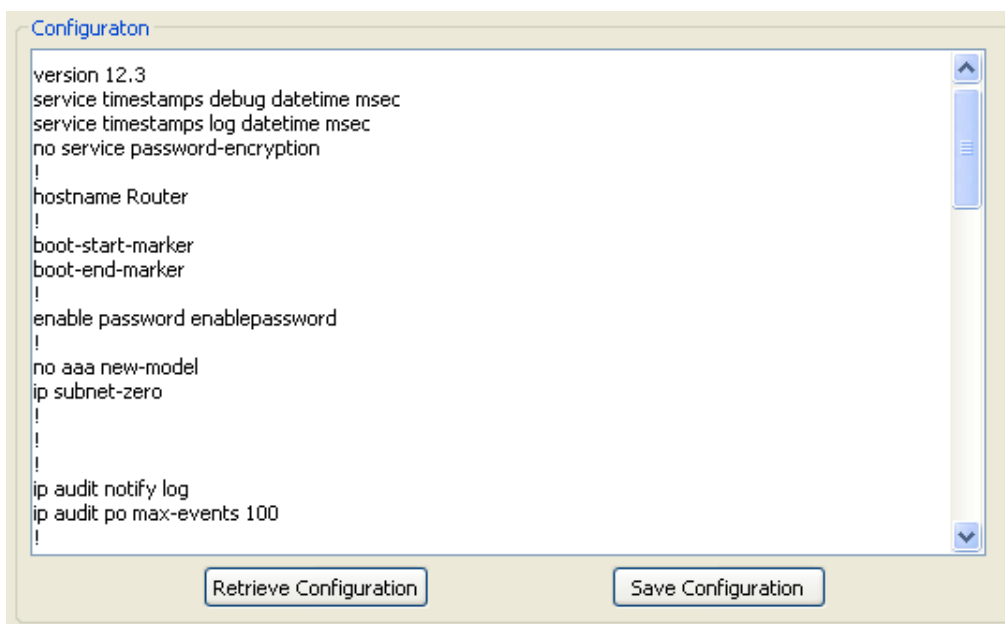 Configuraton
version 12.3
service timestamps debug datetime msec
service timestamps log datetime msec
no service password-encryption
!
hostname Router
!
boot-start-marker
boot-end-marker
!
enable password enablepassword
!
no aaa new-model
ip subnet-zero
!
!
!
ip audit notify log
ip audit po max-events 100
!
Retrieve Configuration Save Configuration